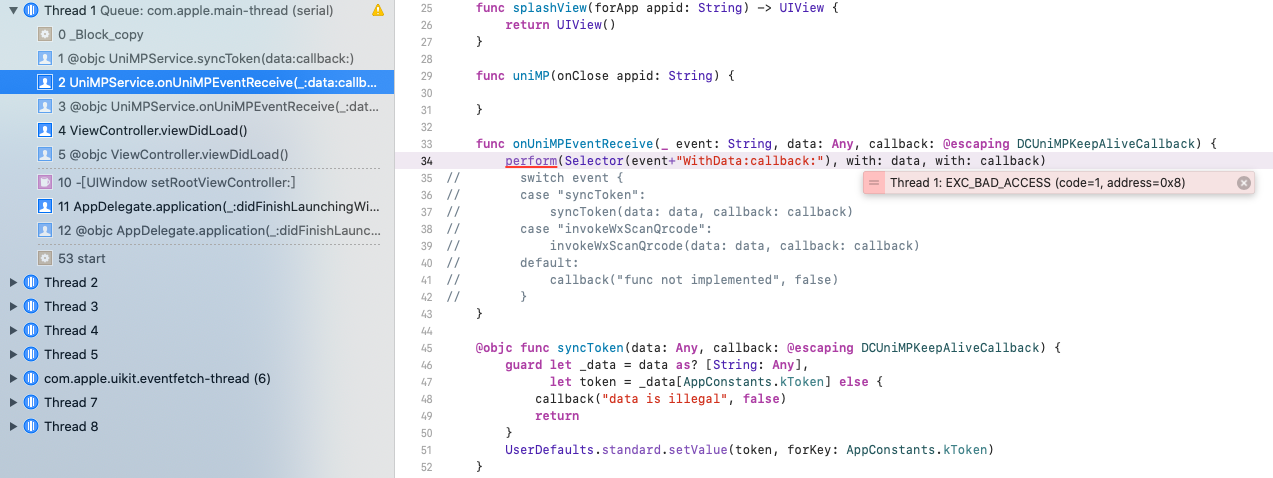 Thread 1 Queue: com.apple.main-thread (serial)
0 _Block_copy
1 @objc UniMPService.syncToken(data:callback:)
2 UniMPService.onUniMPEventReceive(_:data:callb...
3 @objc UniMPService.onUniMPEventReceive(_:dat...
4 ViewController.viewDidLoad()
5 @objc ViewController.viewDidLoad()
10 -[UIWindow setRootViewController:]
11 AppDelegate.application(_:didFinishLaunchingWi...
12 @objc AppDelegate.application(_:didFinishLaunc...
53 start
Thread 2
Thread 3
Thread 4
Thread 5
com.apple.uikit.eventfetch-thread (6)
Thread 7
Thread 8
25 func splashView(forApp appid: String) -> UIView {
26 return UIView()
27 }
28
29 func uniMP(onClose appid: String) {
30
31 }
32
33 func onUniMPEventReceive(_ event: String, data: Any, callback: @escaping DCUniMPKeepAliveCallback) {
34 perform(Selector(event+"WithData:callback:"), with: data, with: callback)
Thread 1: EXC_BAD_ACCESS (code=1, address=0x8)
35 // switch event {
36 // case "syncToken":
37 // syncToken(data: data, callback: callback)
38 // case "invokeWxScanQrcode":
39 // invokeWxScanQrcode(data: data, callback: callback)
40 // default:
41 // callback("func not implemented", false)
42 // }
43 }
44
45 @objc func syncToken(data: Any, callback: @escaping DCUniMPKeepAliveCallback) {
46 guard let _data = data as? [String: Any],
47 let token = _data[AppConstants.kToken] else {
48 callback("data is illegal", false)
49 return
50 }
51 UserDefaults.standard.setValue(token, forKey: AppConstants.kToken)
52 }